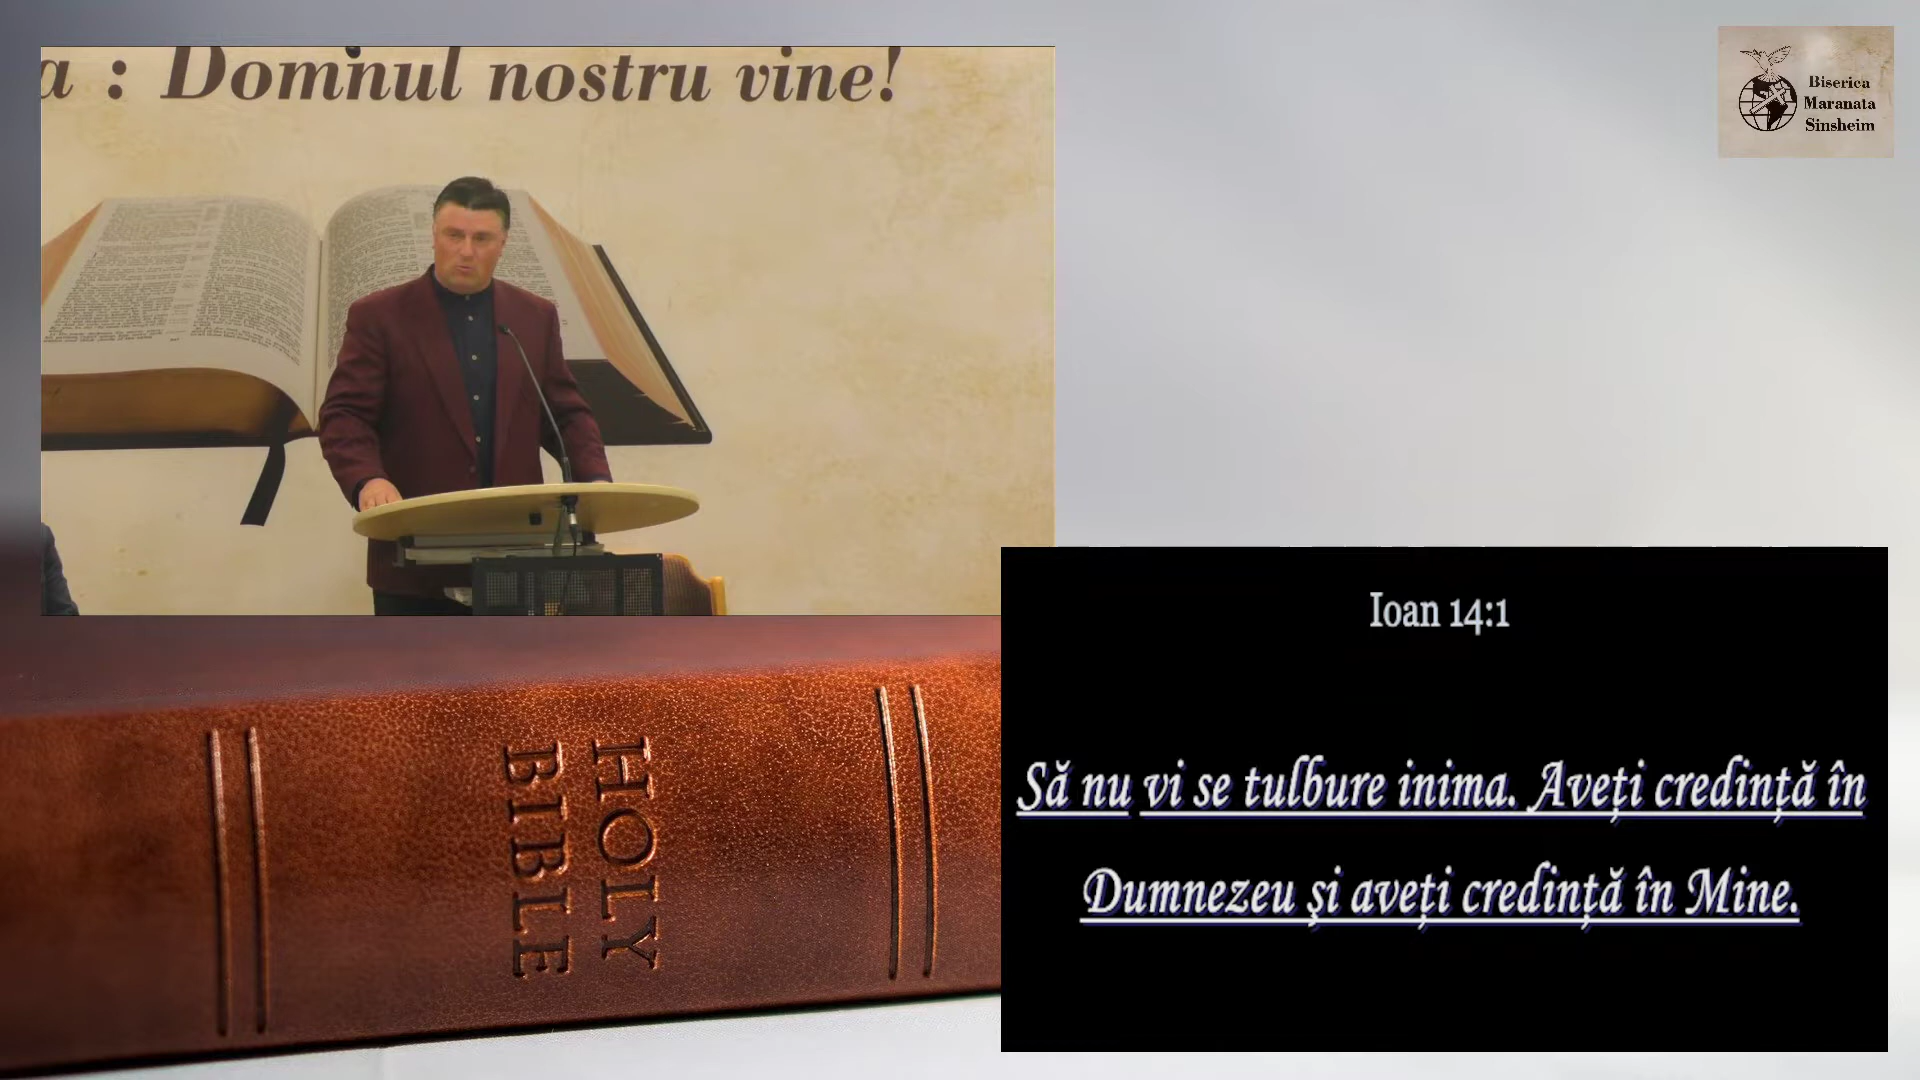 a : Domnul nostru vine!
Biserica
Maranata
Sinsheim
Ioan 14:1
Să nu vi se tulbure inima. Aveți credință în
Dumnezeu și aveți credință în Mine.
HOLY
BIBLE